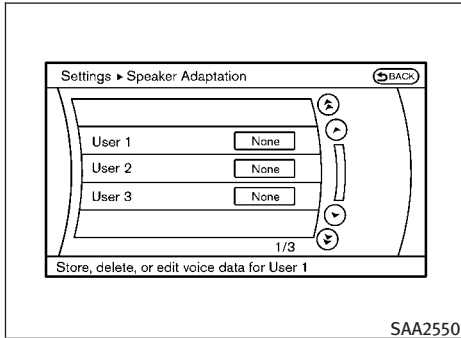 Settings ▸ Speaker Adaptation BACK
User 1 None
User 2 None
User 3 None
1/3
Store, delete, or edit voice data for User 1
SAA2550